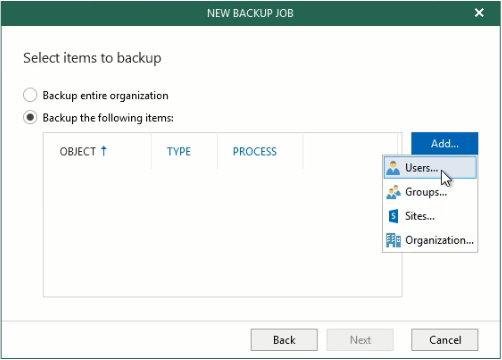 NEW BACKUP JOB
Select items to backup
Backup entire organization
Backup the following items:
OBJECT ↑ TYPE PROCESS
Add...
Users...
Groups...
Sites...
Organization...
Back Next Cancel